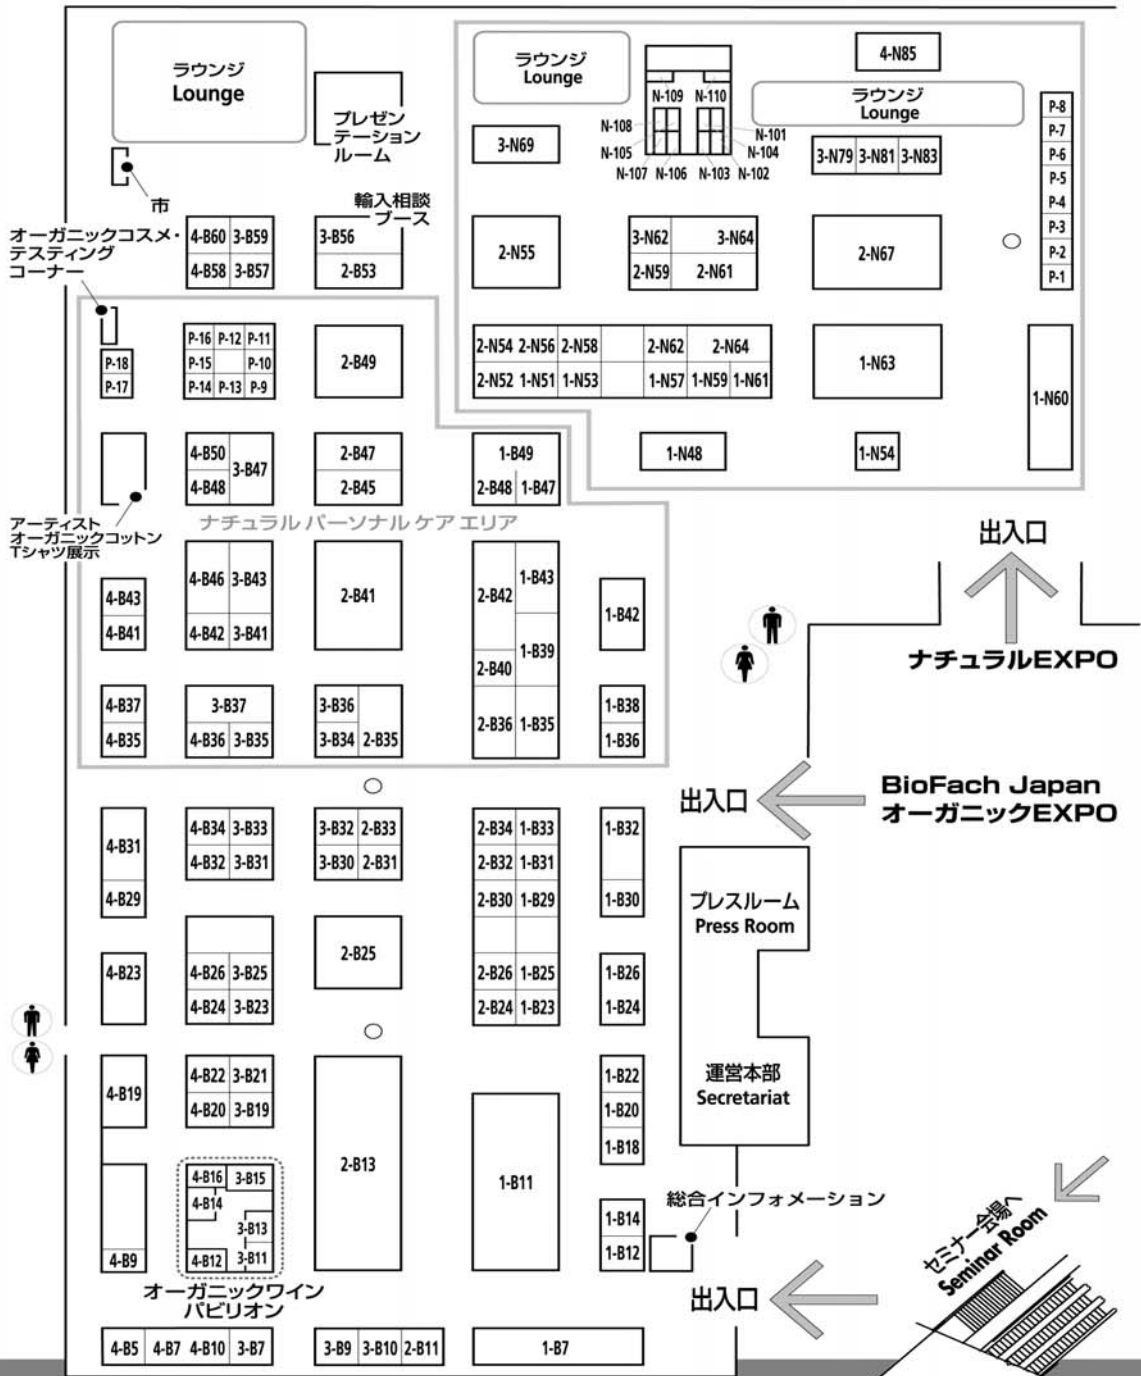 ラウンジ
Lounge
プレゼン
テーションルーム
市
輸入相談
ブース
オーガニックコスメ・
テスティング
コーナー
4-B60 3-B59
4-B58 3-B57
3-B56
2-B53
P-18
P-17
P-16 P-12 P-11
P-15 P-10
P-14 P-13 P-9
2-B49
ラウンジ
Lounge
3-N69
N-109 N-110
N-108 N-101
N-105 N-104
N-107 N-106 N-103 N-102
4-N85
ラウンジ
Lounge
3-N79 3-N81 3-N83
P-8
P-7
P-6
P-5
P-4
P-3
P-2
P-1
2-N55
3-N62 3-N64
2-N59 2-N61
2-N67
2-N54 2-N56 2-N58 2-N62 2-N64
2-N52 1-N51 1-N53 1-N57 1-N59 1-N61
1-N63
1-N60
1-N48
1-N54
4-B50
4-B48
3-B47
2-B47
2-B45
1-B49
2-B48 1-B47
アーティスト
オーガニックコットン
Tシャツ展示
ナチュラル パーソナル ケア エリア
4-B43
4-B41
4-B46 3-B43
4-B42 3-B41
2-B41
2-B42
2-B40
1-B43
1-B39
1-B42
4-B37
4-B35
3-B37
4-B36 3-B35
3-B36
3-B34 2-B35
2-B36 1-B35
1-B38
1-B36
出入口
ナチュラルEXPO
出入口
BioFach Japan
オーガニックEXPO
4-B31
4-B29
4-B34 3-B33
4-B32 3-B31
3-B32 2-B33
3-B30 2-B31
2-B34 1-B33
2-B32 1-B31
2-B30 1-B29
1-B32
1-B30
プレスルーム
Press Room
4-B23
4-B26 3-B25
4-B24 3-B23
2-B25
2-B26 1-B25
2-B24 1-B23
1-B26
1-B24
運営本部
Secretariat
4-B19
4-B22 3-B21
4-B20 3-B19
2-B13
1-B11
1-B22
1-B20
1-B18
4-B9
4-B16 3-B15
4-B14
3-B13
4-B12 3-B11
オーガニックワイン
パビリオン
1-B14
1-B12
総合インフォメーション
出入口
セミナー会場へ
Seminar Room
4-B5 4-B7 4-B10 3-B7
3-B9 3-B10 2-B11
1-B7